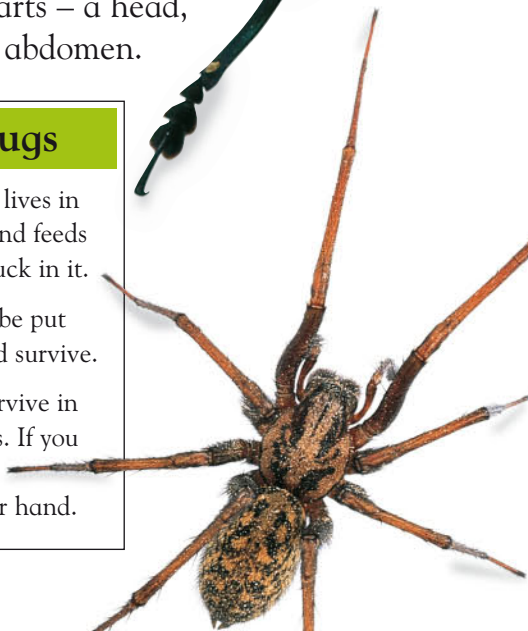 arts – a head,
abdomen.
ugs
lives in
nd feeds
uck in it.
be put
d survive.
rvive in
s. If you
r hand.